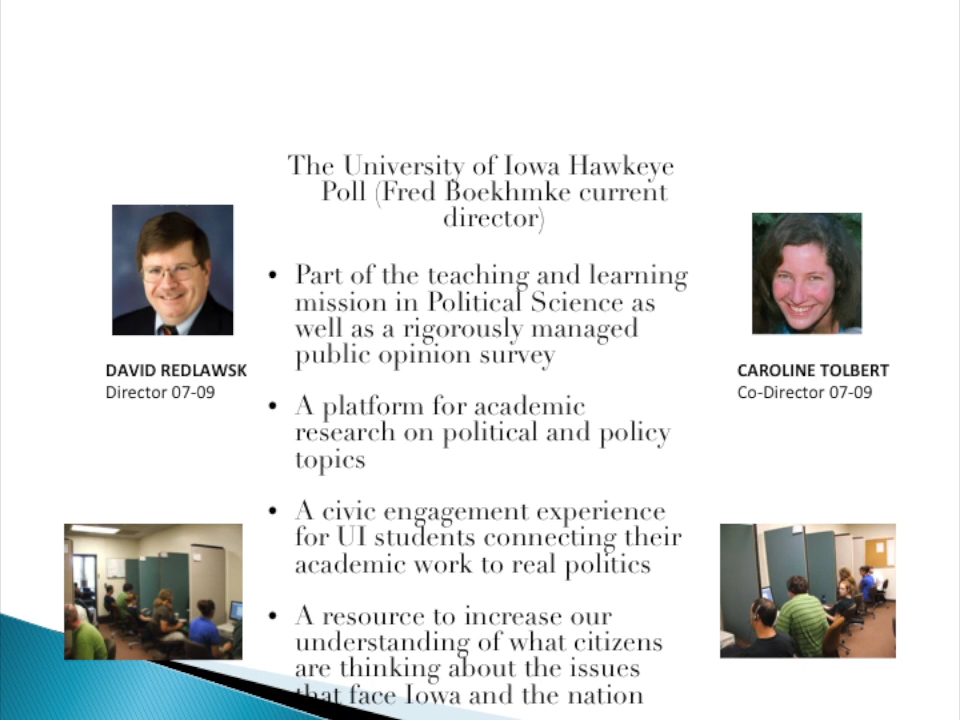 The University of Iowa Hawkeye
Poll (Fred Boekhmke current
director)
• Part of the teaching and learning
mission in Political Science as
well as a rigorously managed
public opinion survey
• A platform for academic
research on political and policy
topics
• A civic engagement experience
for UI students connecting their
academic work to real politics
• A resource to increase our
understanding of what citizens
are thinking about the issues
that face Iowa and the nation
DAVID REDLAWSK
Director 07-09
CAROLINE TOLBERT
Co-Director 07-09